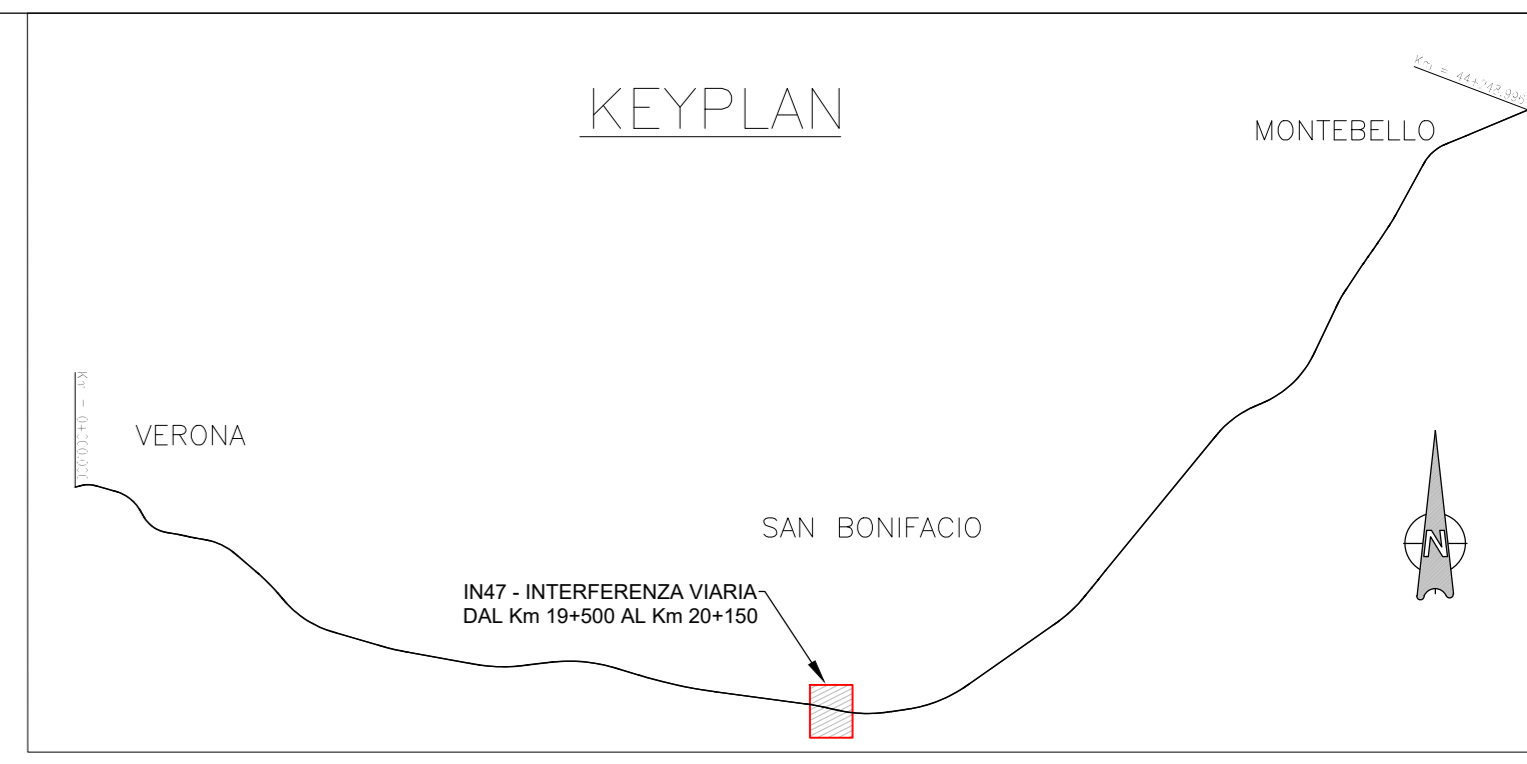 KEYPLAN
MONTEBELLO
VERONA
SAN BONIFACIO
IN47 - INTERFERENZA VIARIA
DAL Km 19+500 AL Km 20+150
N